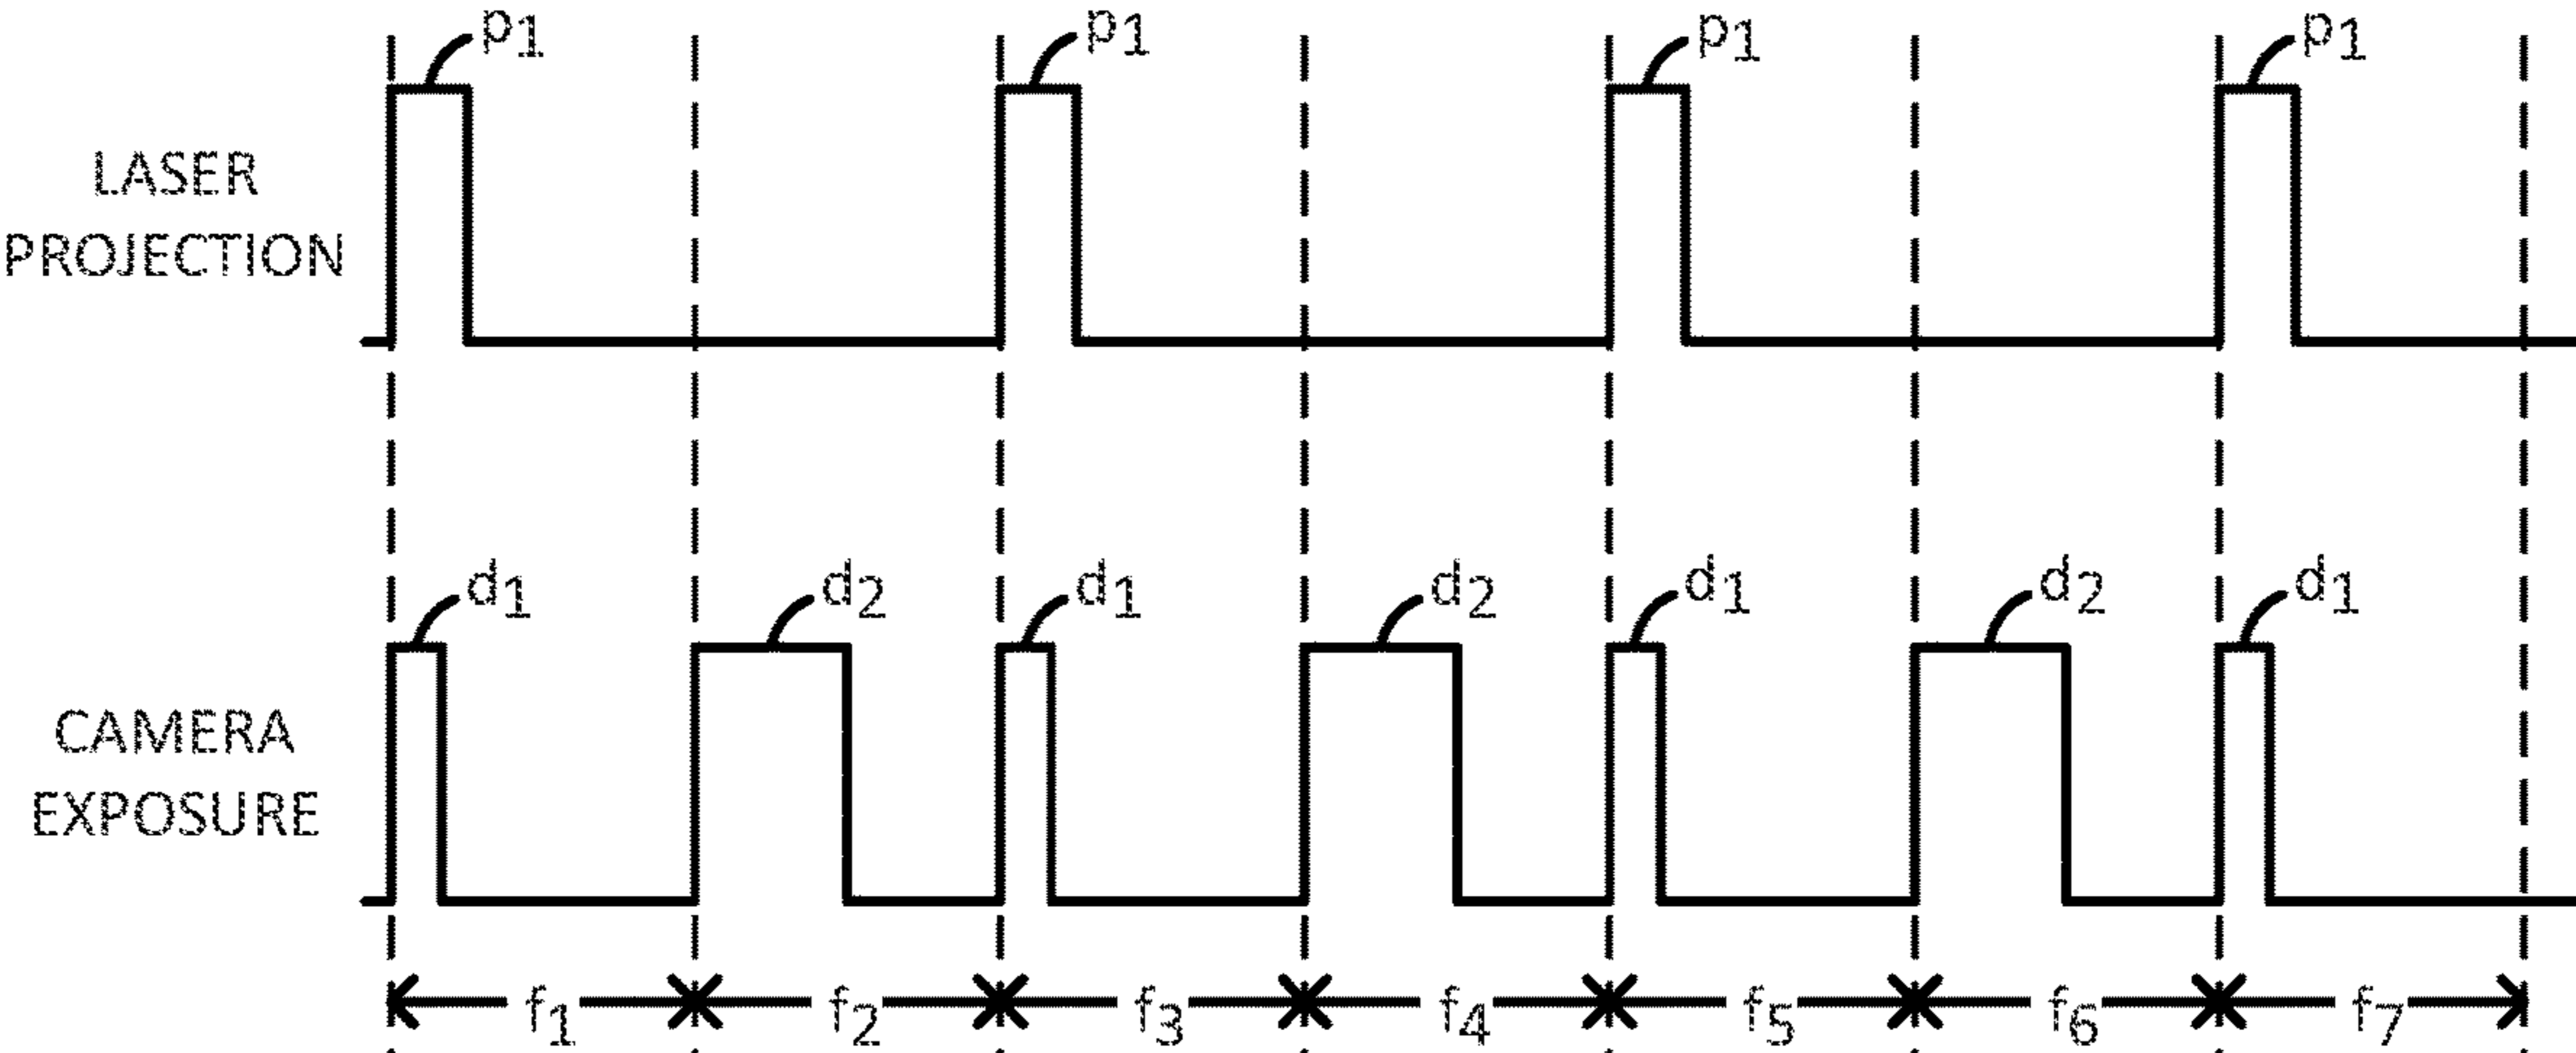 p1 p1 p1 p1
LASER
PROJECTION
d1 d2 d1 d2 d1 d2 d1
CAMERA
EXPOSURE
f1 f2 f3 f4 f5 f6 f7